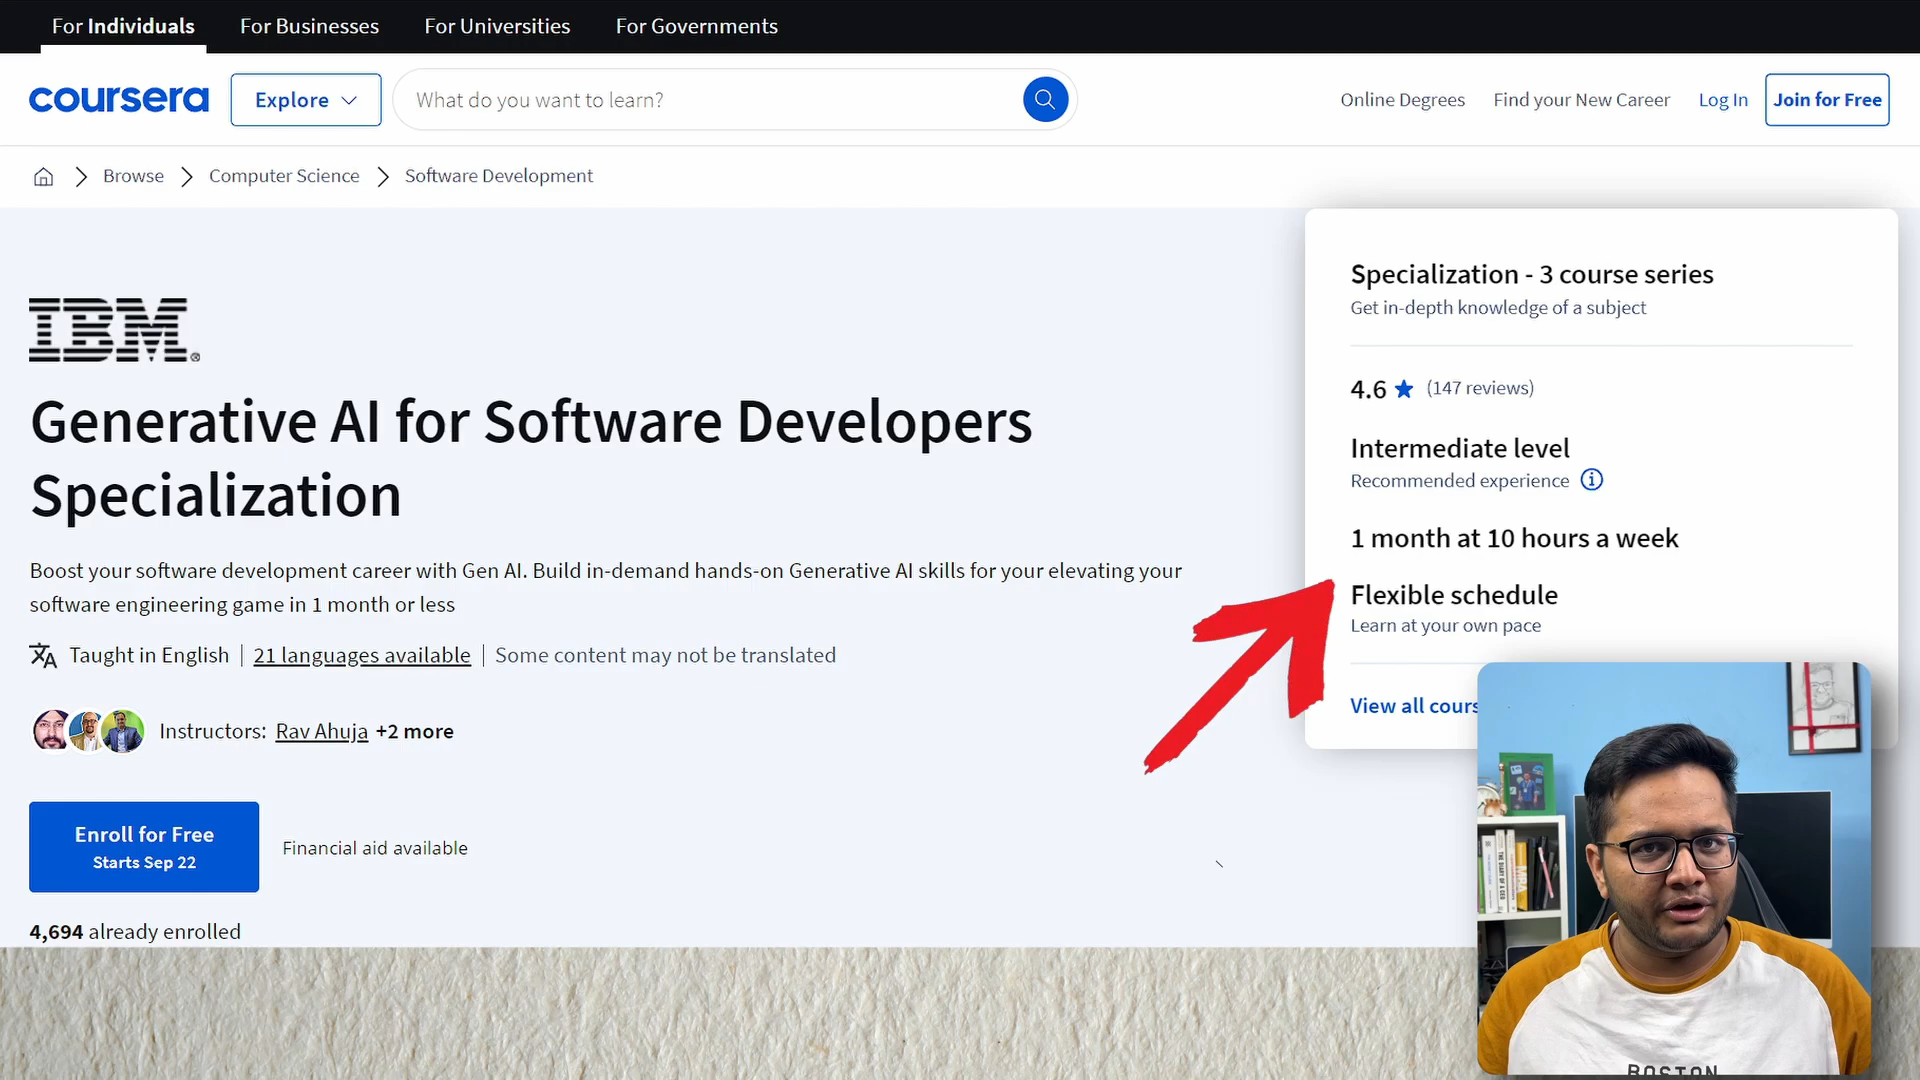 For Individuals
For Businesses
For Universities
For Governments
coursera
Explore
What do you want to learn?
Online Degrees
Find your New Career
Log In
Join for Free
Browse
Computer Science
Software Development
IBM®
Generative AI for Software Developers
Specialization
Boost your software development career with Gen AI. Build in-demand hands-on Generative AI skills for your elevating your
software engineering game in 1 month or less
Taught in English
21 languages available
Some content may not be translated
Instructors: Rav Ahuja +2 more
Enroll for Free
Starts Sep 22
Financial aid available
4,694 already enrolled
Specialization - 3 course series
Get in-depth knowledge of a subject
4.6 ★ (147 reviews)
Intermediate level
Recommended experience
1 month at 10 hours a week
Flexible schedule
Learn at your own pace
View all cours
THE DIARY OF A CEO
BOSTON